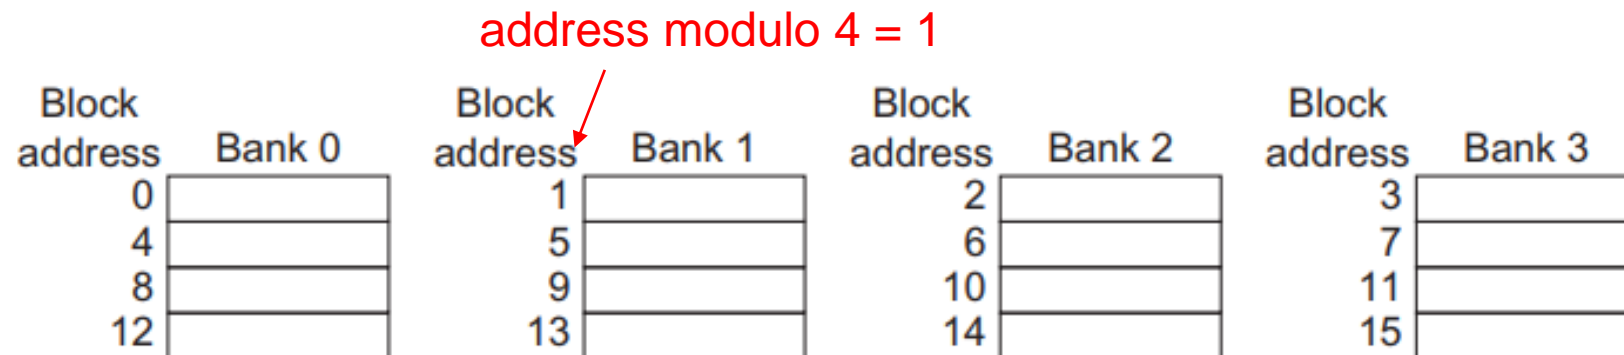 address modulo 4 = 1
Block Block Block Block
address Bank 0 address Bank 1 address Bank 2 address Bank 3
0 1 2 3
4 5 6 7
8 9 10 11
12 13 14 15